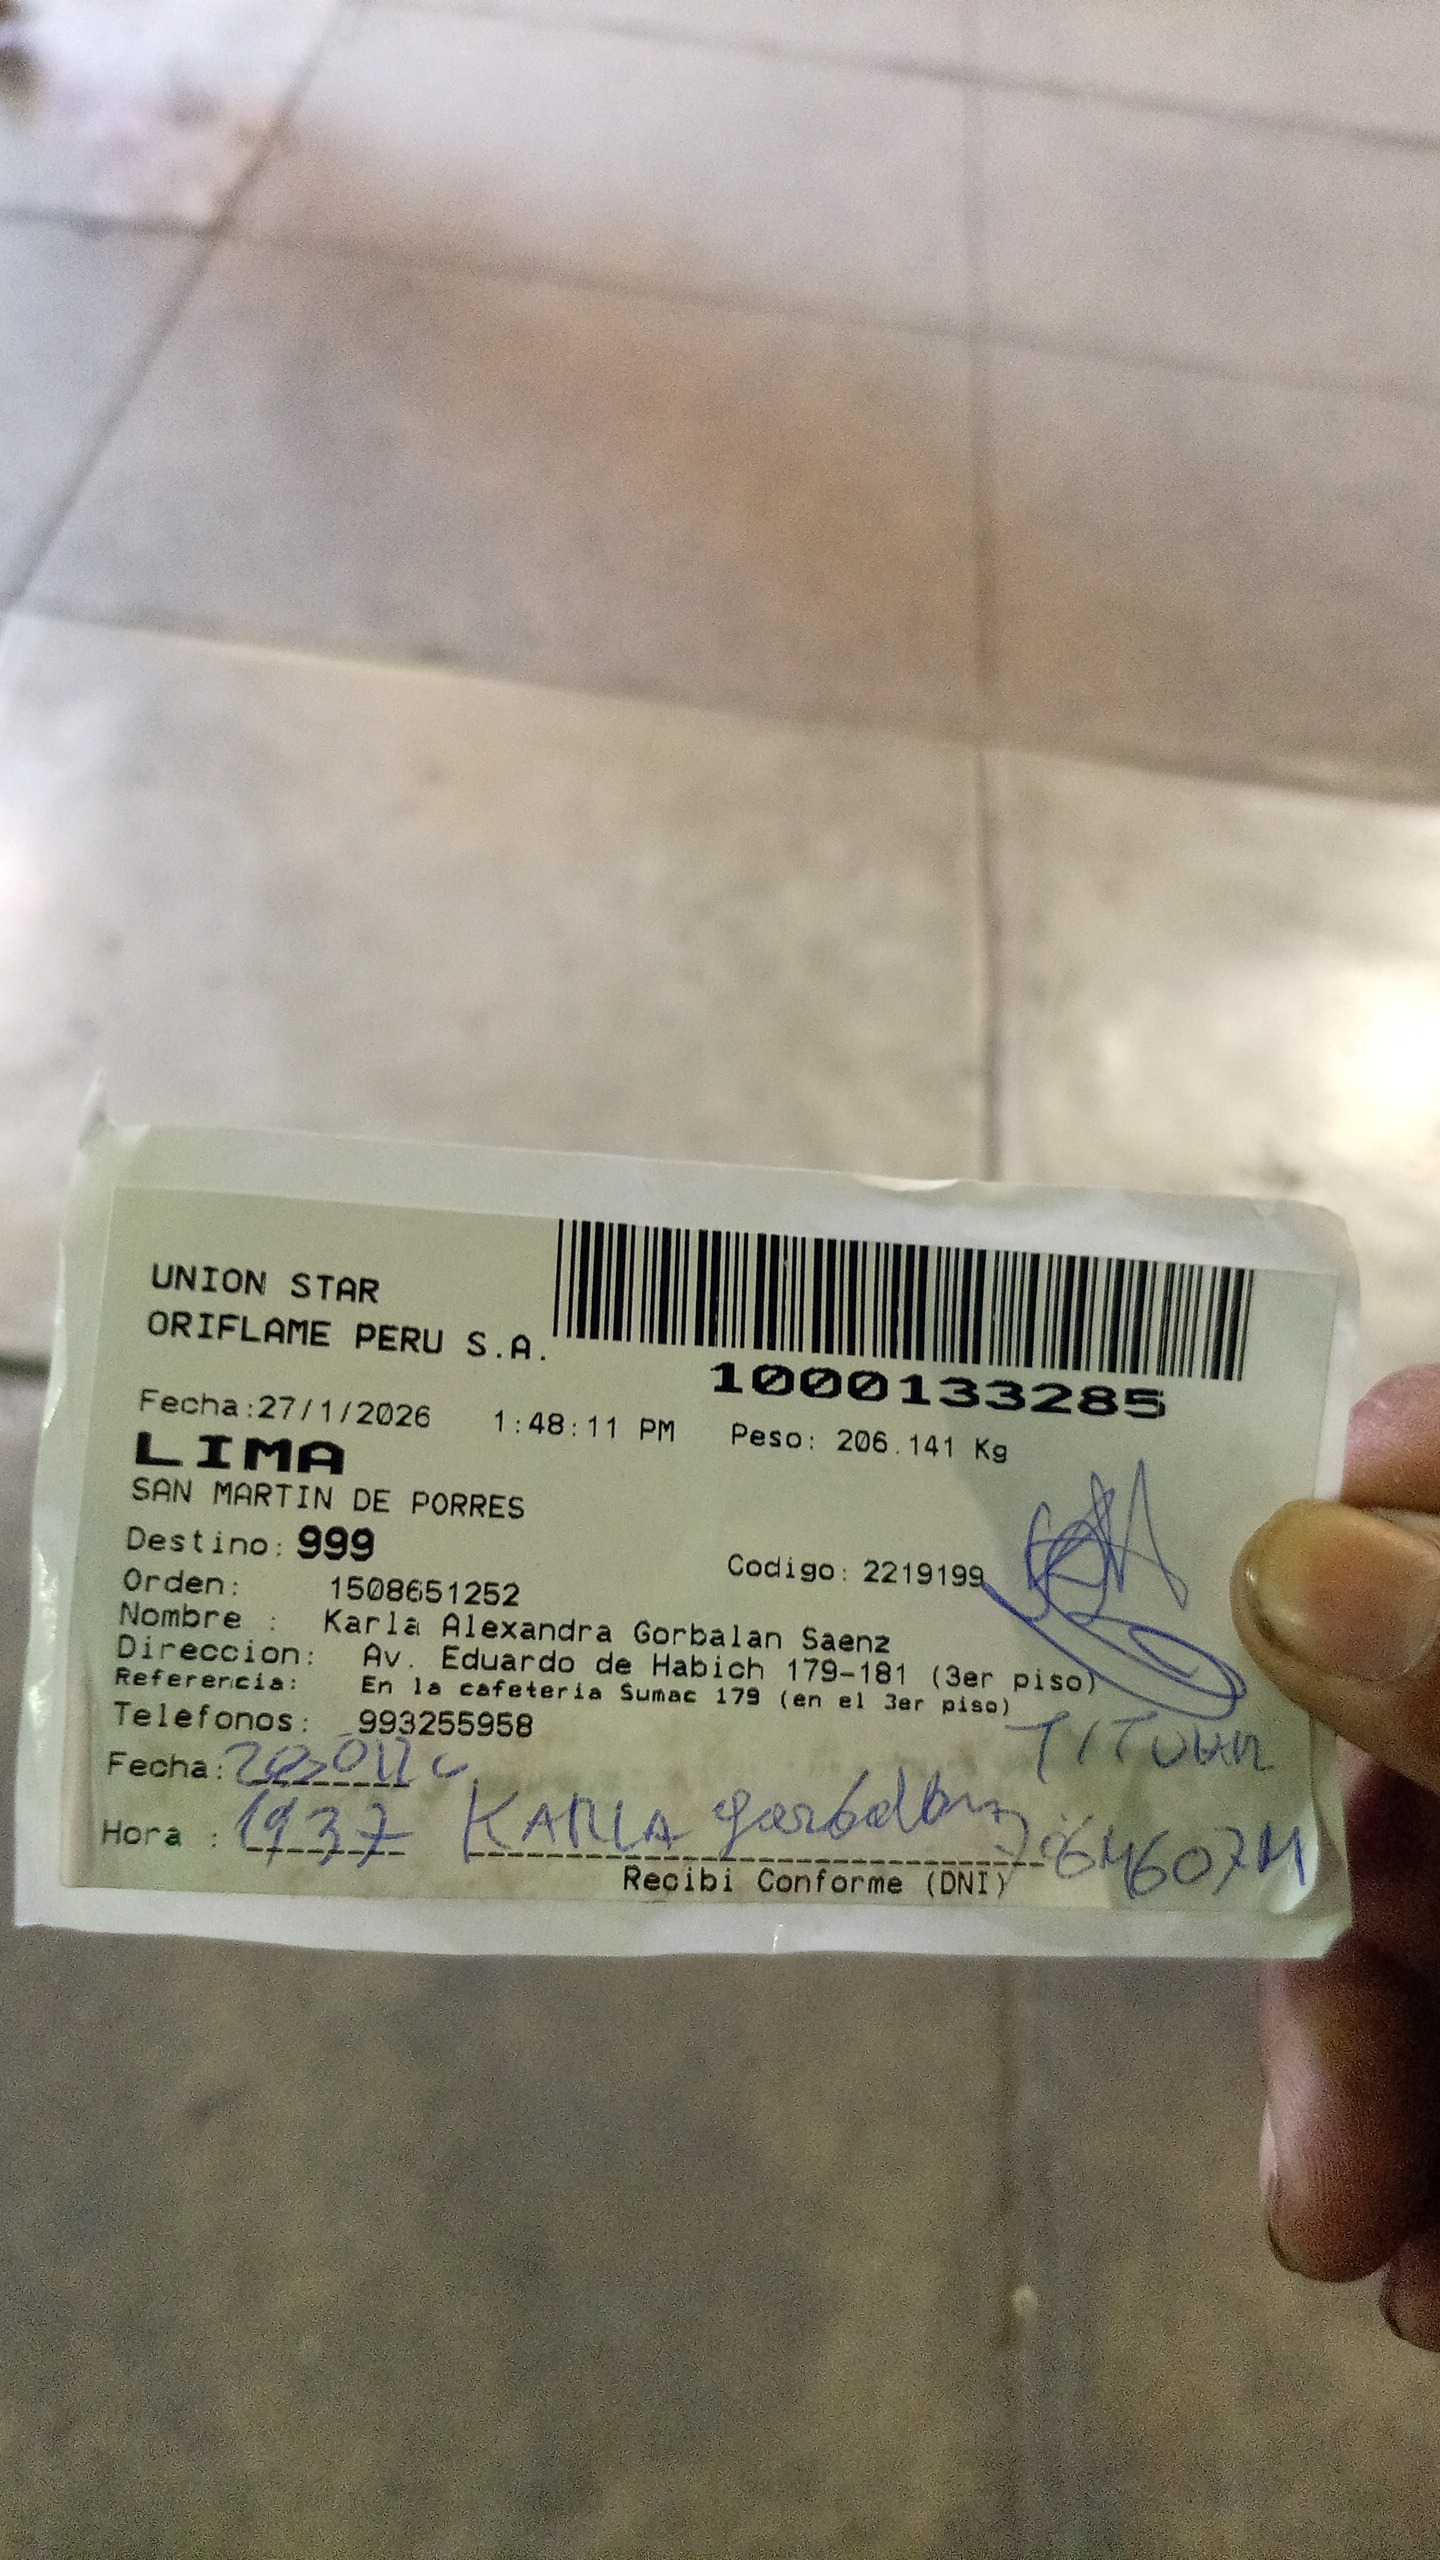 UNION STAR
ORIFLAME PERU S.A.
1000133285
Fecha:27/1/2026 1:48:11 PM Peso: 206.141 Kg
LIMA
SAN MARTIN DE PORRES
Destino: 999
Codigo: 2219199
Orden: 1508651252
Nombre : Karla Alexandra Gorbalan Saenz
Direccion: Av. Eduardo de Habich 179-181 (3er piso)
Referencia: En la cafeteria Sumac 179 (en el 3er piso)
Telefonos: 993255958
Fecha:
Hora : 1937 KARLA
Recibi Conforme (DNI)